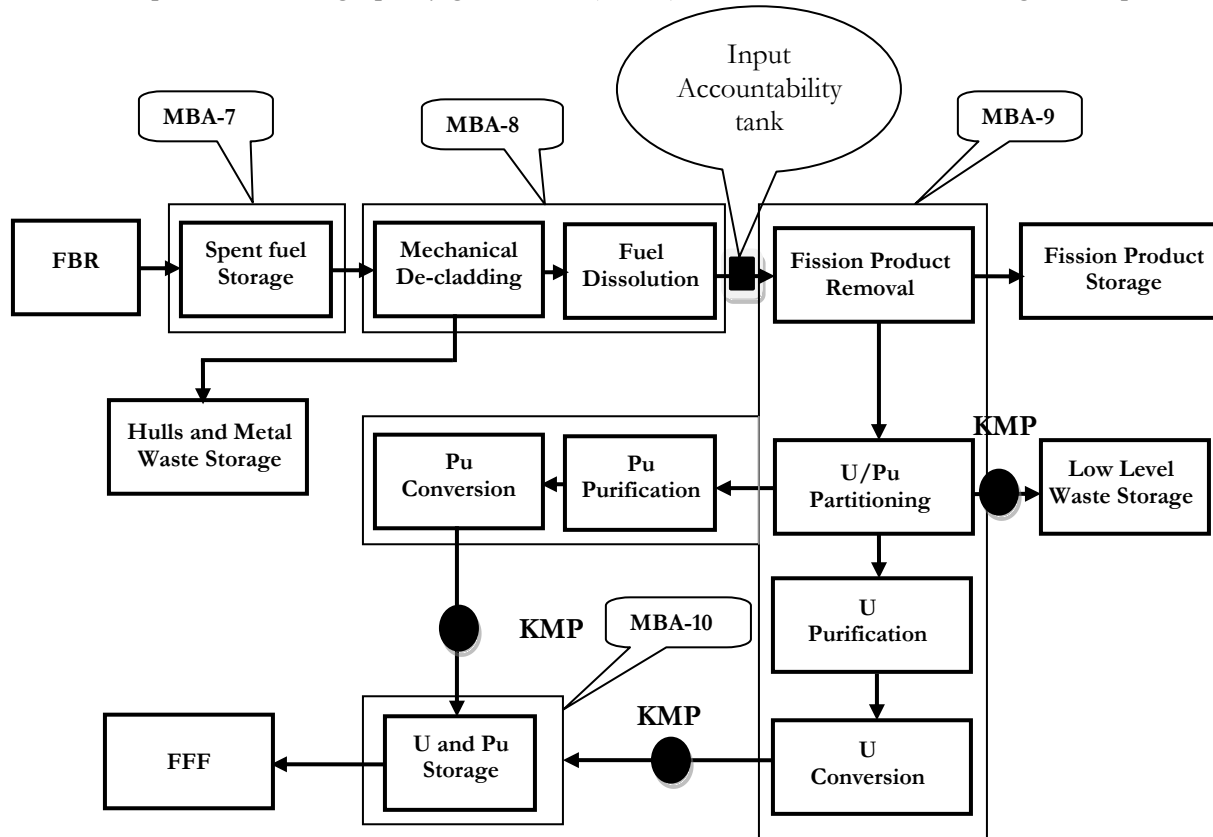 Input
Accountability
tank
MBA-7
MBA-8
MBA-9
FBR
Spent fuel
Storage
Mechanical
De-cladding
Fuel
Dissolution
Fission Product
Removal
Fission Product
Storage
Hulls and Metal
Waste Storage
Pu
Conversion
Pu
Purification
U/Pu
Partitioning
KMP
Low Level
Waste Storage
KMP
MBA-10
U
Purification
FFF
U and Pu
Storage
KMP
U
Conversion